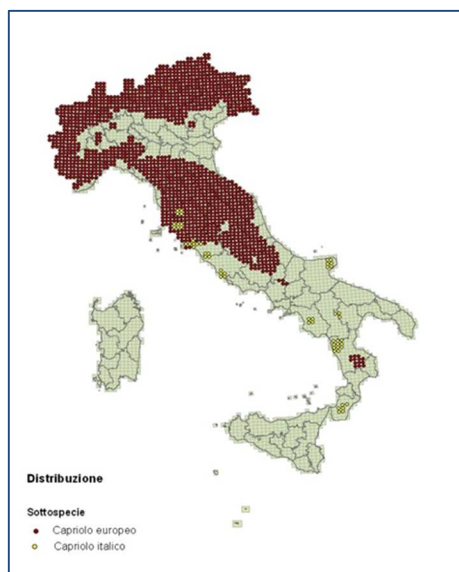 Distribuzione
Sottospecie
Capriolo europeo
Capriolo italico